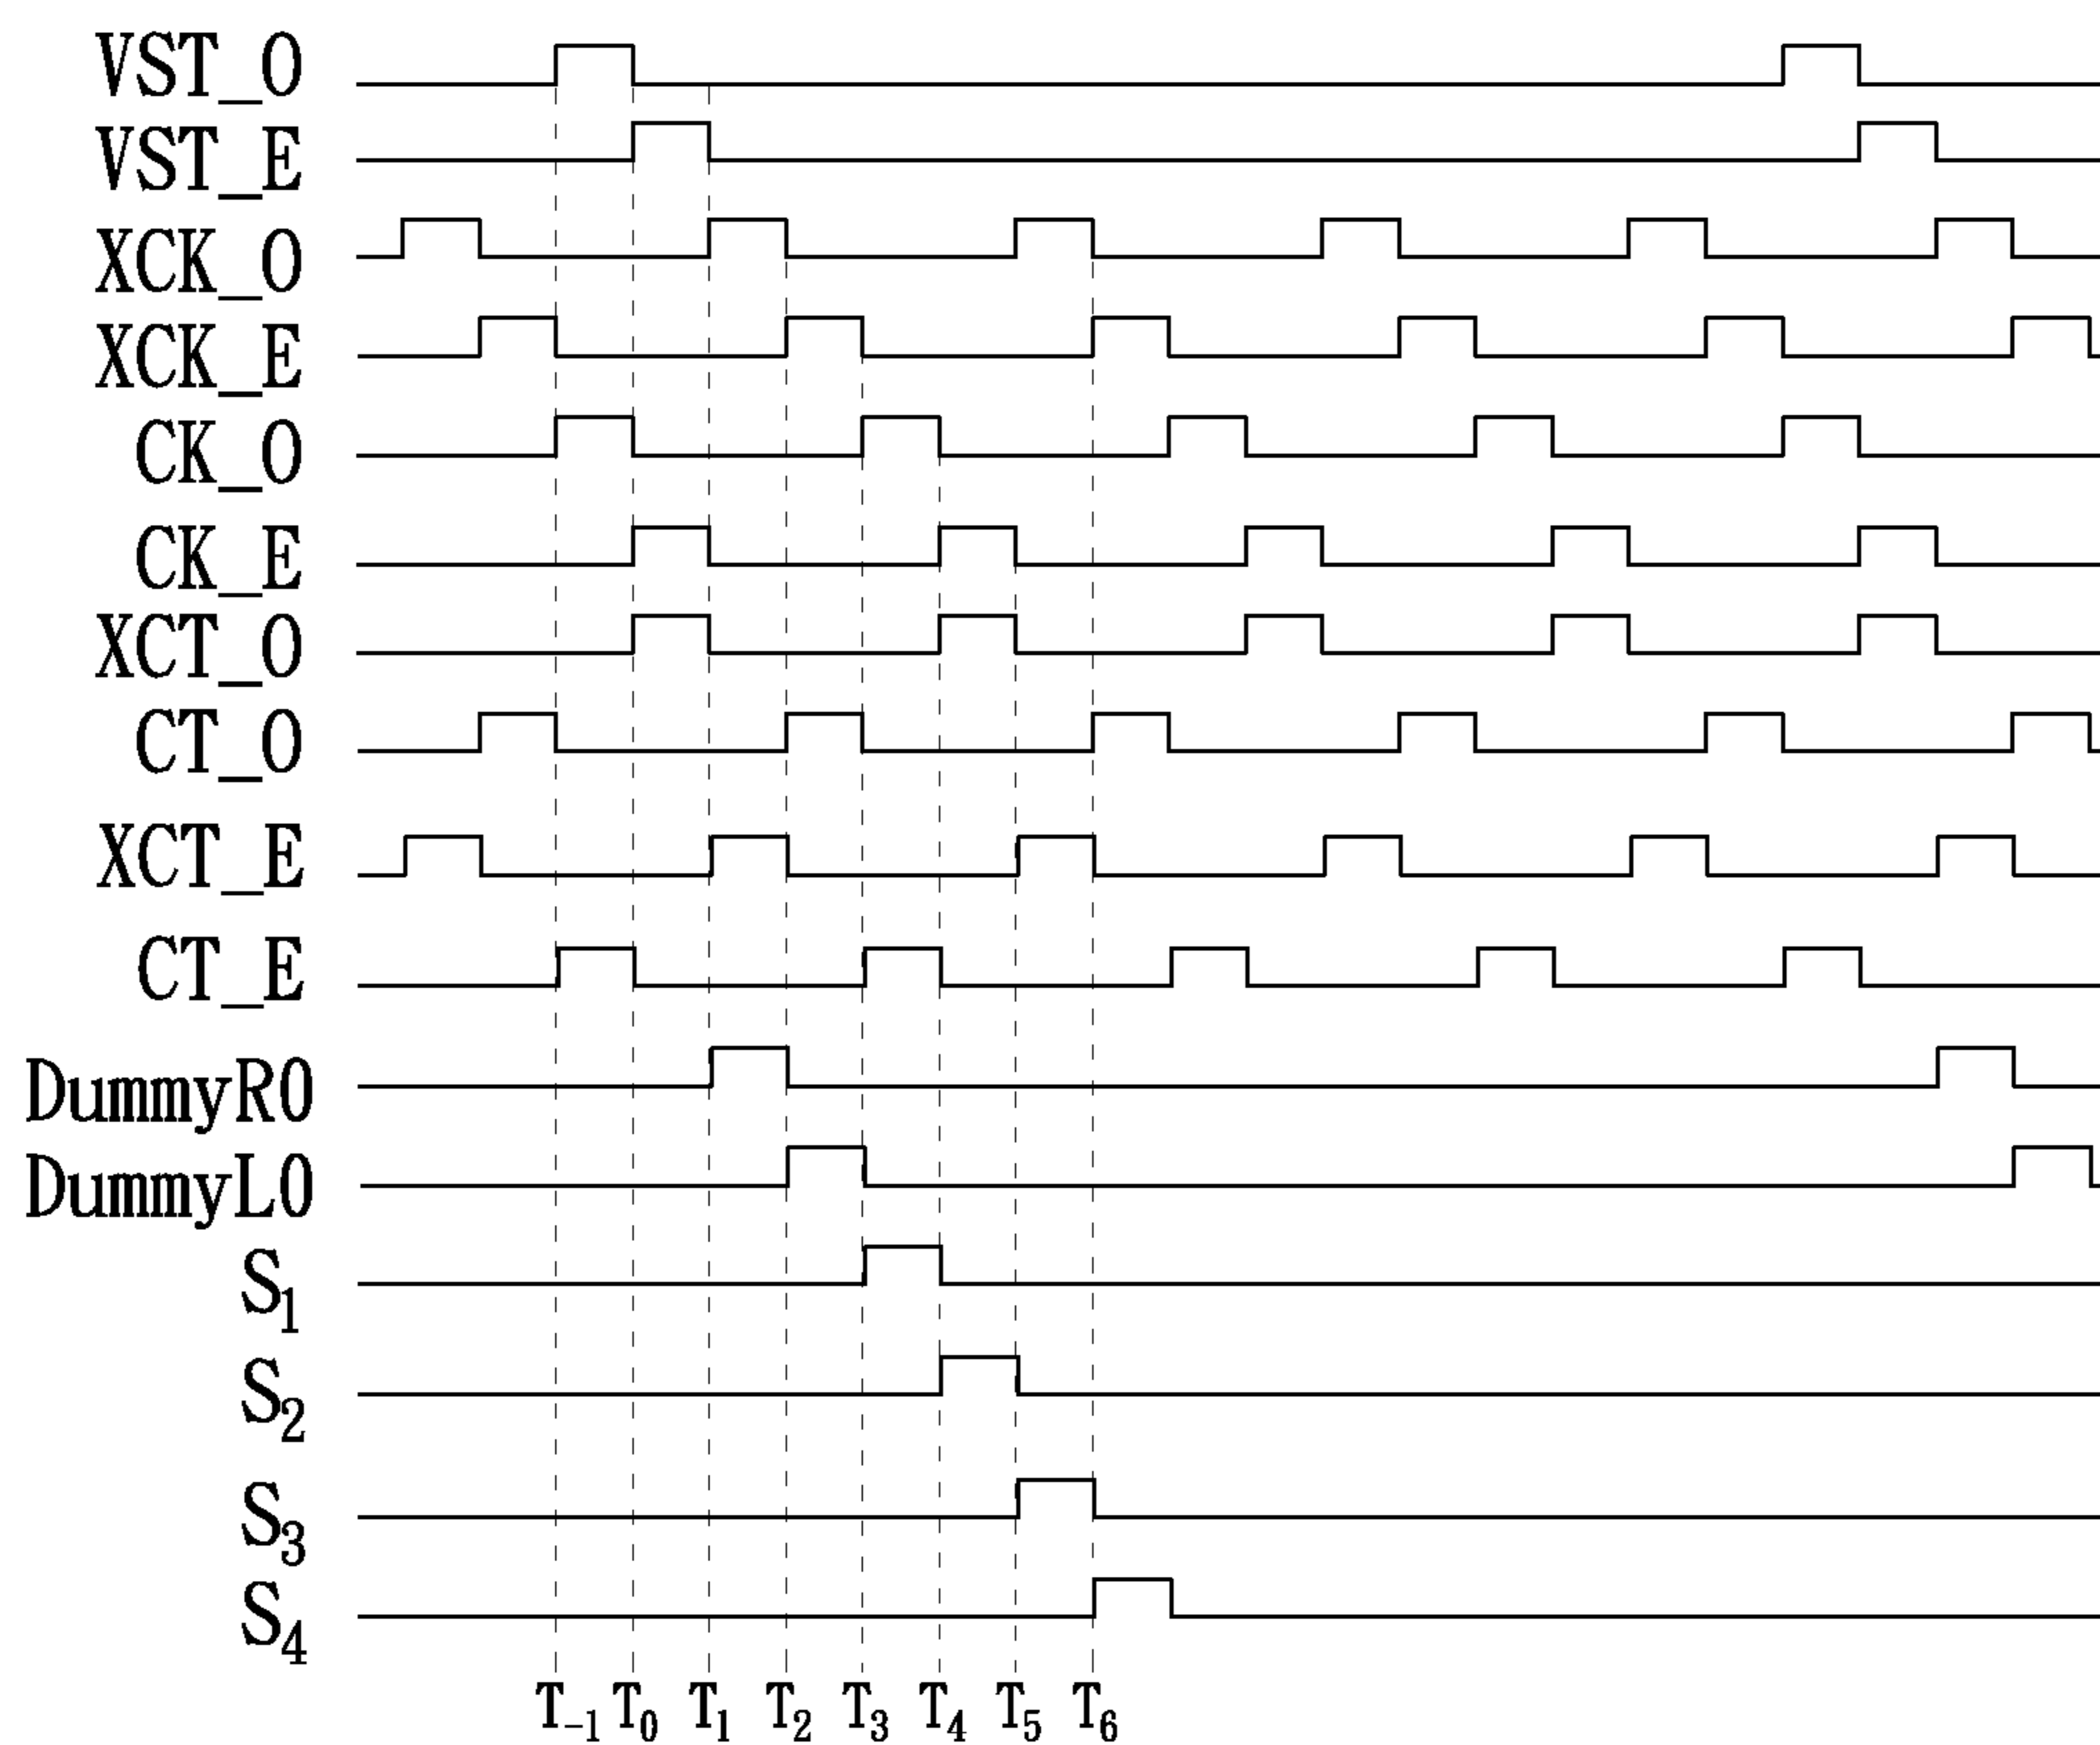 VST_O
VST_E
XCK_O
XCK_E
CK_O
CK_E
XCT_O
CT_O
XCT_E
CT_E
DummyR0
DummyL0
S1
S2
S3
S4
T-1 T0 T1 T2 T3 T4 T5 T6